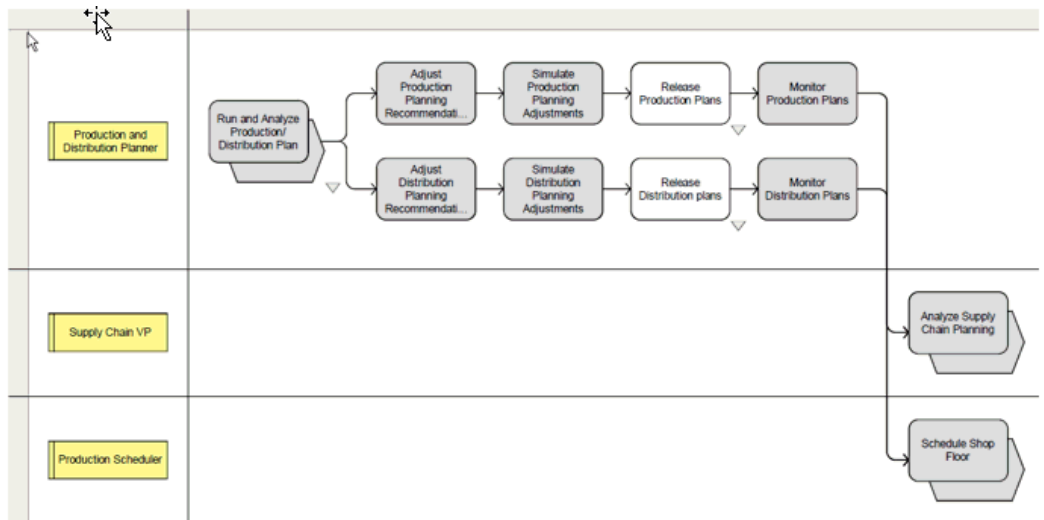 Production and
Distribution Planner
Run and Analyze
Production/
Distribution Plan
Adjust
Production
Planning
Recommendati...
Simulate
Production
Planning
Adjustments
Release
Production Plans
Monitor
Production Plans
Adjust
Distribution
Planning
Recommendati...
Simulate
Distribution
Planning
Adjustments
Release
Distribution plans
Monitor
Distribution Plans
Supply Chain VP
Analyze Supply
Chain Planning
Production Scheduler
Schedule Shop
Floor